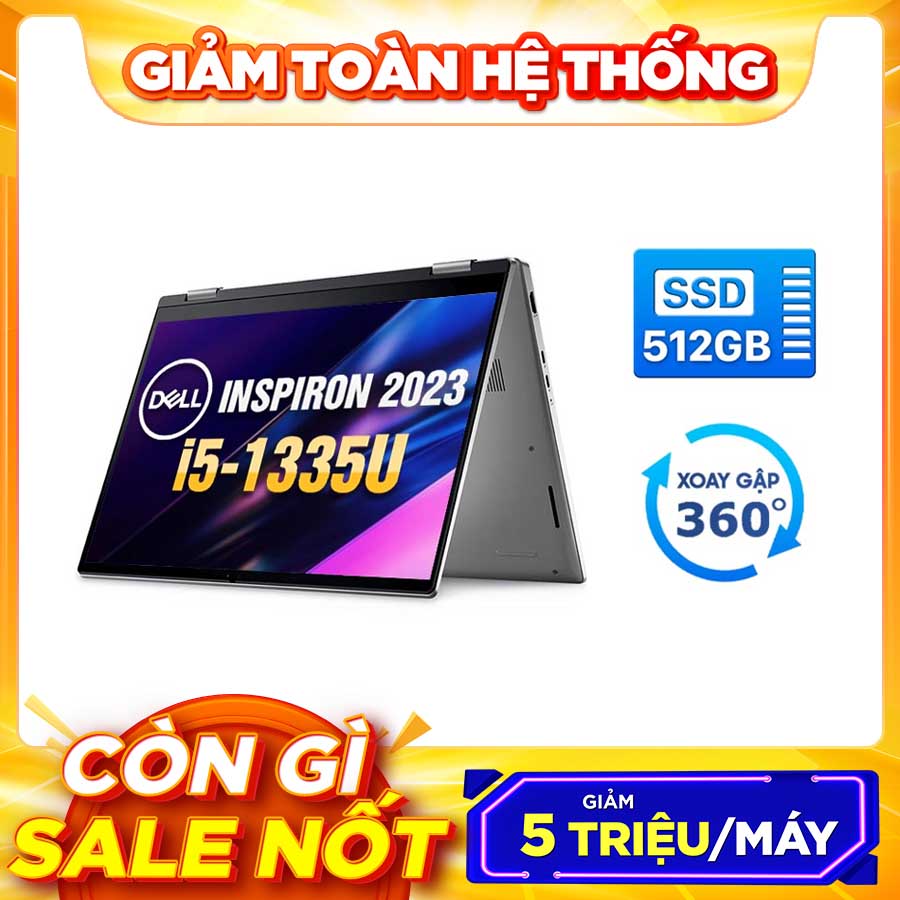 GIẢM TOÀN HỆ THỐNG
DELL INSPIRON 2023
i5-1335U
SSD
512GB
XOAY GẬP
360°
CÒN GÌ
SALE NỐT
GIẢM
5 TRIỆU/MÁY